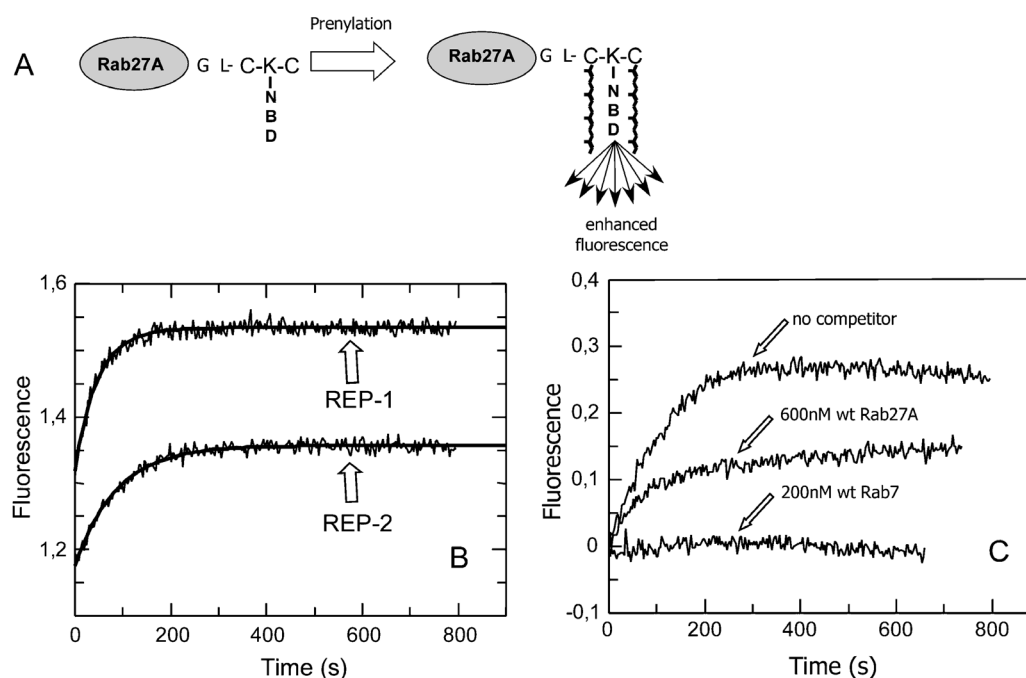 A
Rab27A G L- C-K-C
N
B
D
Prenylation
Rab27A G L- C-K-C
N
B
D
enhanced
fluorescence
1,6
1,4
1,2
Fluorescence
REP-1
REP-2
B
0 200 400 600 800
Time (s)
0,4
0,3
0,2
0,1
0
-0,1
Fluorescence
no competitor
600nM wt Rab27A
200nM wt Rab7
C
0 200 400 600 800
Time (s)